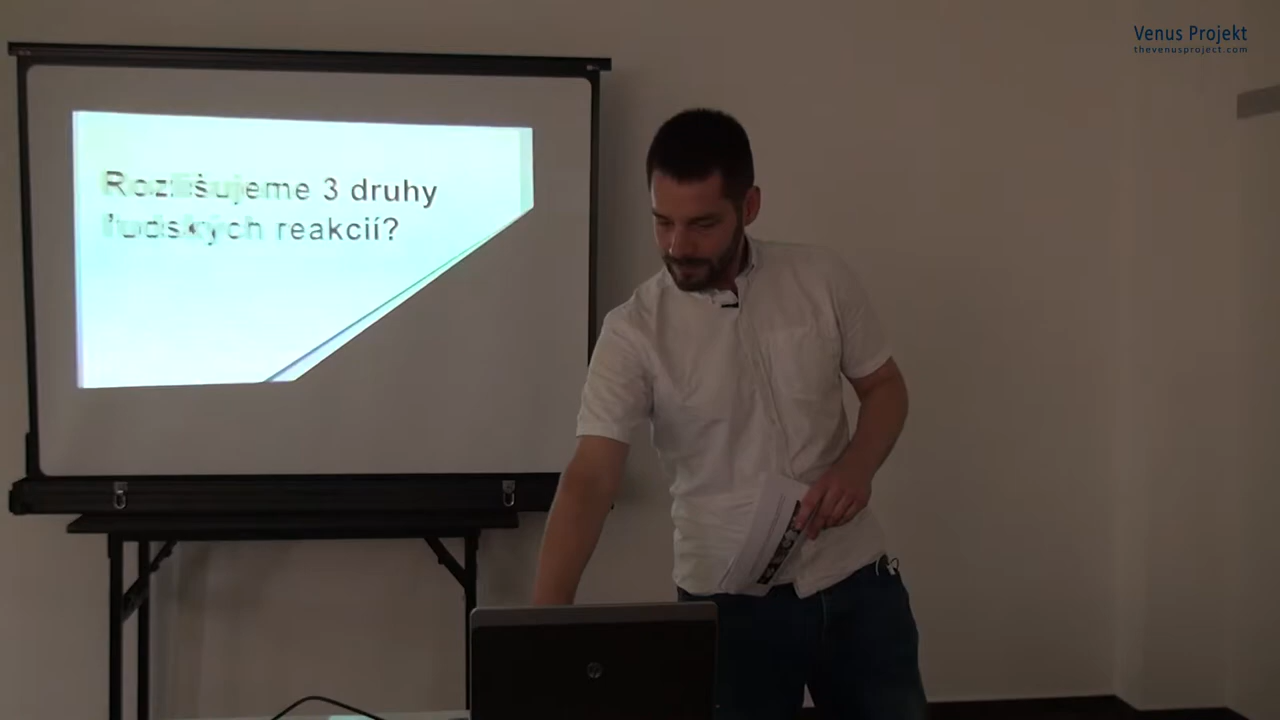 Venus Projekt
thevenusproject.com
Rozlišujeme 3 druhy
ľudských reakcií?